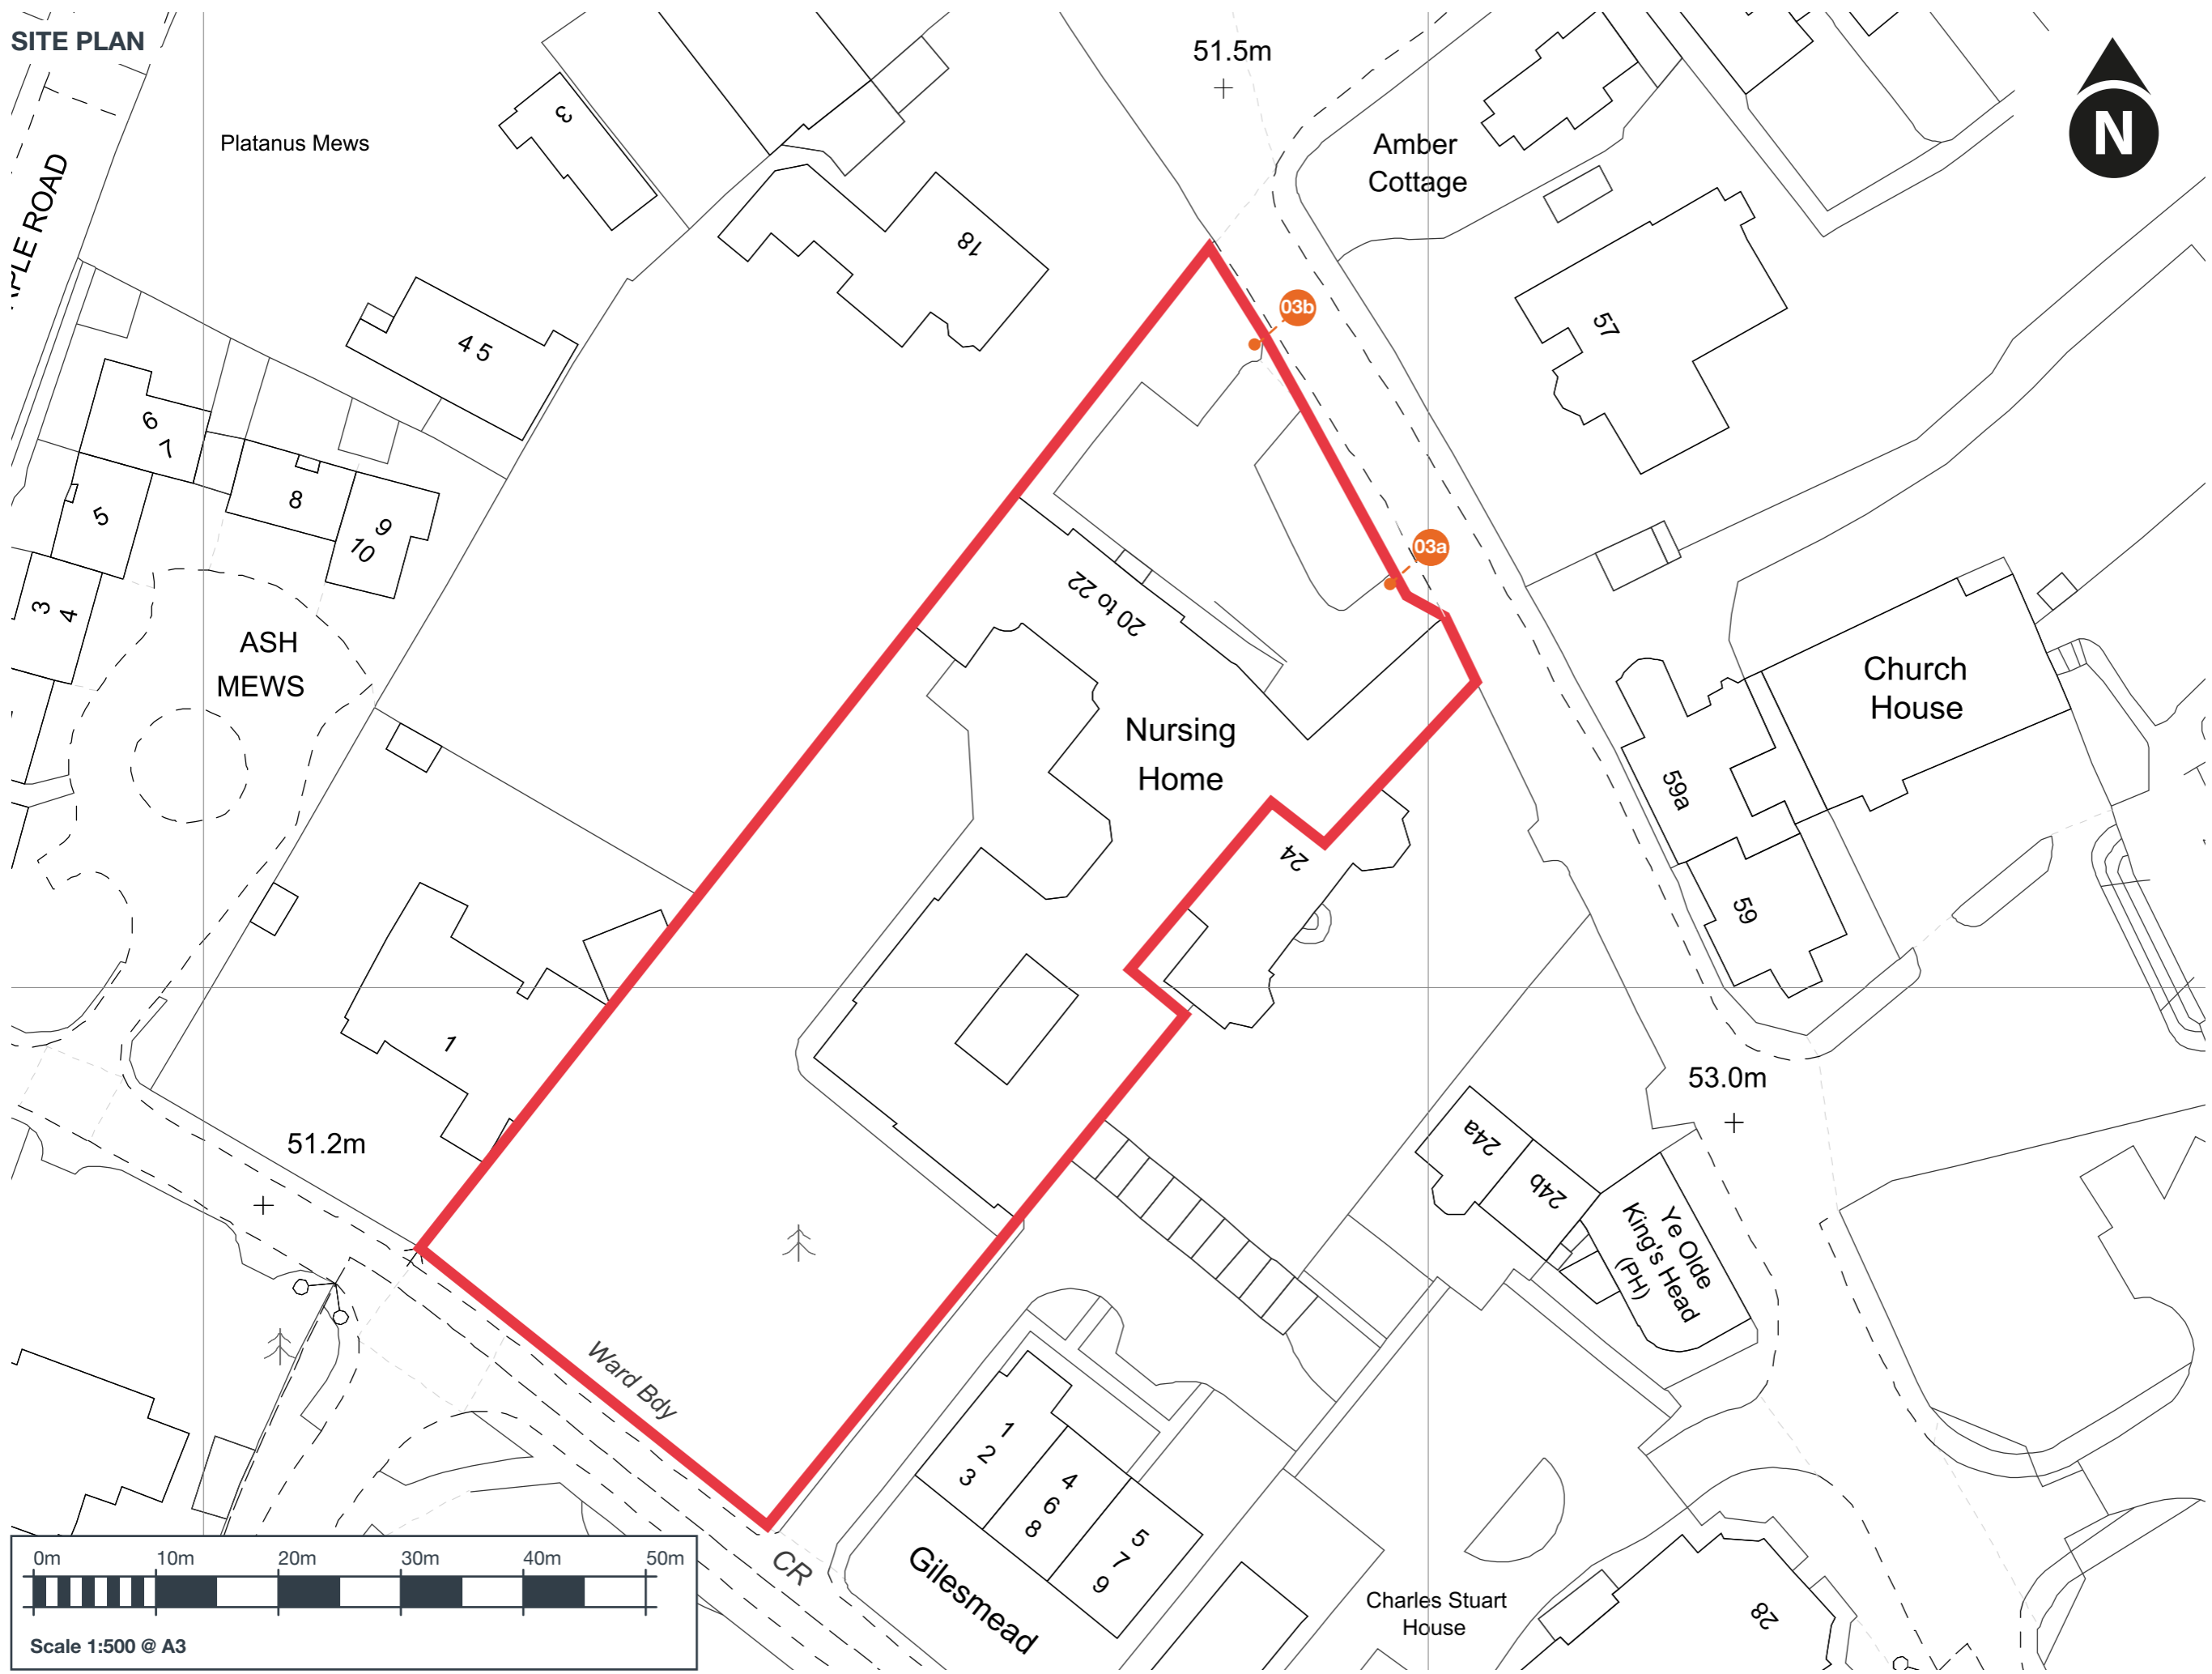 SITE PLAN
51.5m
N
3
Platanus Mews
Amber
Cottage
18
03b
57
4 5
6
7
8
9
10
5
03a
3
4
20 to 22
ASH
MEWS
Church
House
Nursing
Home
59a
24
59
1
53.0m
51.2m
24a
24b
Ye Olde
King's Head
(PH)
Ward Bdy
1
2
3
4
6
8
5
7
9
CR
Gilesmead
Charles Stuart
House
28
0m 10m 20m 30m 40m 50m
Scale 1:500 @ A3